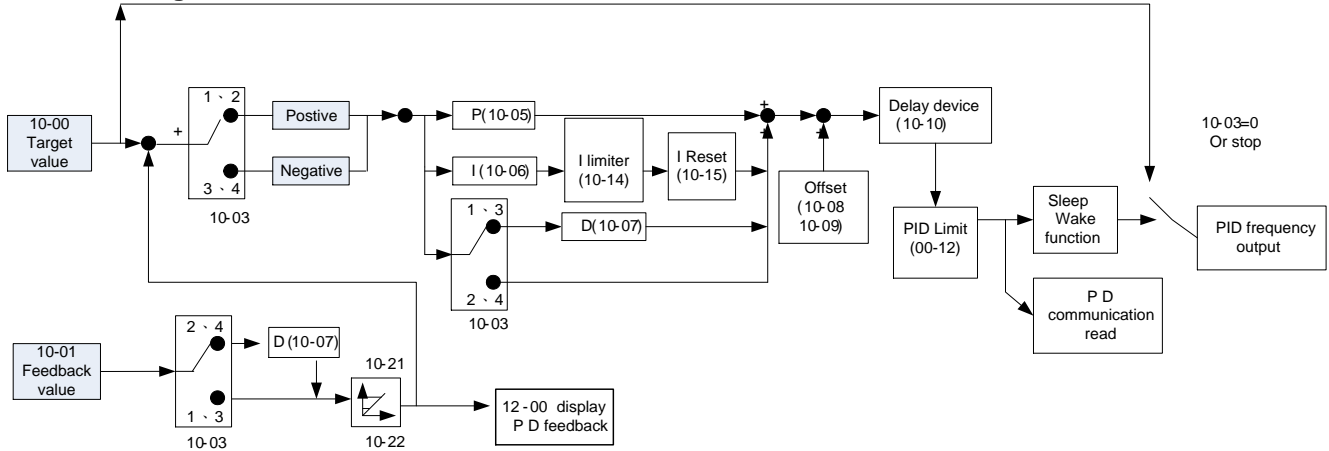 10-00
Target
value
+
1、2
3、4
10-03
Postive
Negative
P(10-05)
I(10-06)
I limiter
(10-14)
I Reset
(10-15)
1、3
2、4
10-03
D(10-07)
+
+
+
Offset
(10-08
10-09)
Delay device
(10-10)
PID Limit
(00-12)
Sleep
Wake
function
P D
communication
read
10-03=0
Or stop
PID frequency
output
10-01
Feedback
value
2、4
1、3
10-03
D(10-07)
10-21
10-22
12-00 display
P D feedback